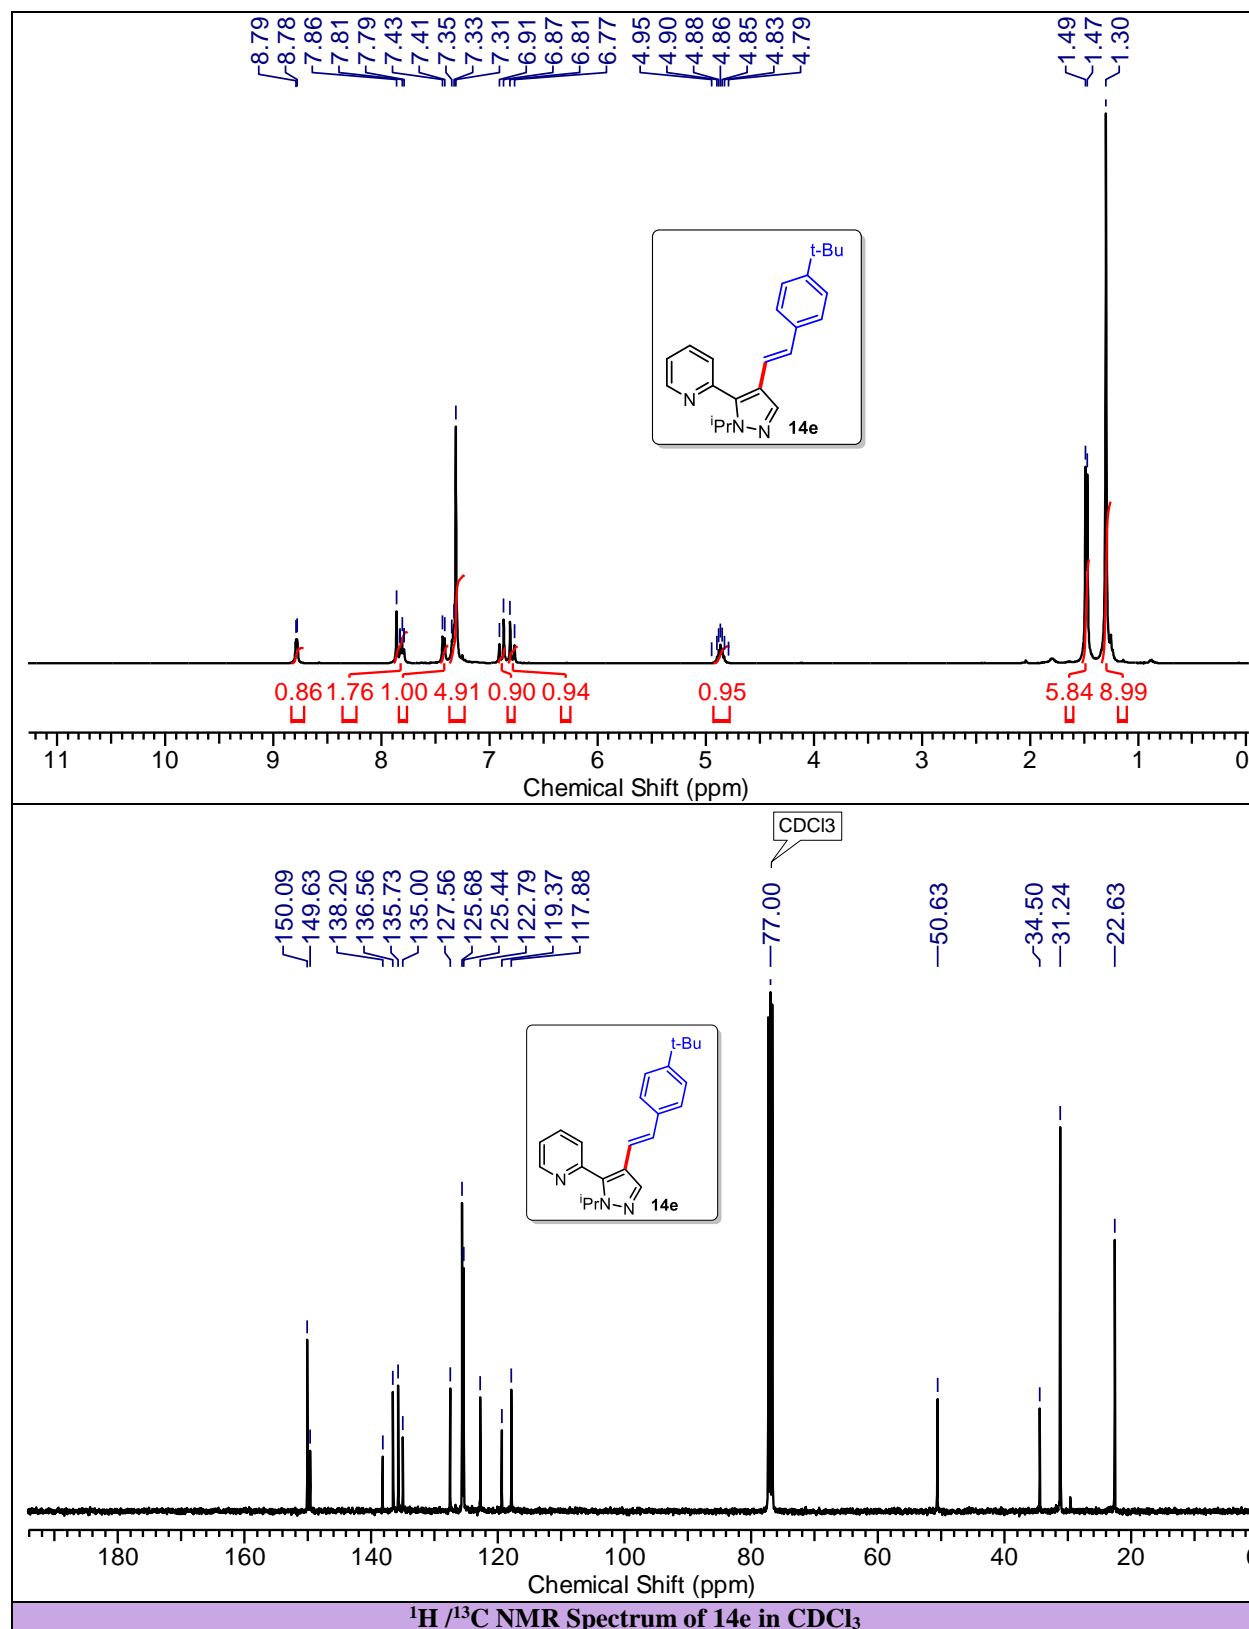 8.79 8.78 7.86 7.81 7.79 7.43 7.41 7.35 7.33 7.31 6.91 6.87 6.81 6.77 4.95 4.90 4.88 4.86 4.85 4.83 4.79 1.49 1.47 1.30
t-Bu
N
iPr N N 14e
0.86 1.76 1.00 4.91 0.90 0.94 0.95 5.84 8.99
11 10 9 8 7 6 5 4 3 2 1 0
Chemical Shift (ppm)
CDCl3
150.09 149.63 138.20 136.56 135.73 135.00 127.56 125.68 125.44 122.79 119.37 117.88 77.00 50.63 34.50 31.24 22.63
t-Bu
N
iPr N N 14e
180 160 140 120 100 80 60 40 20 0
Chemical Shift (ppm)
¹H /¹³C NMR Spectrum of 14e in CDCl₃